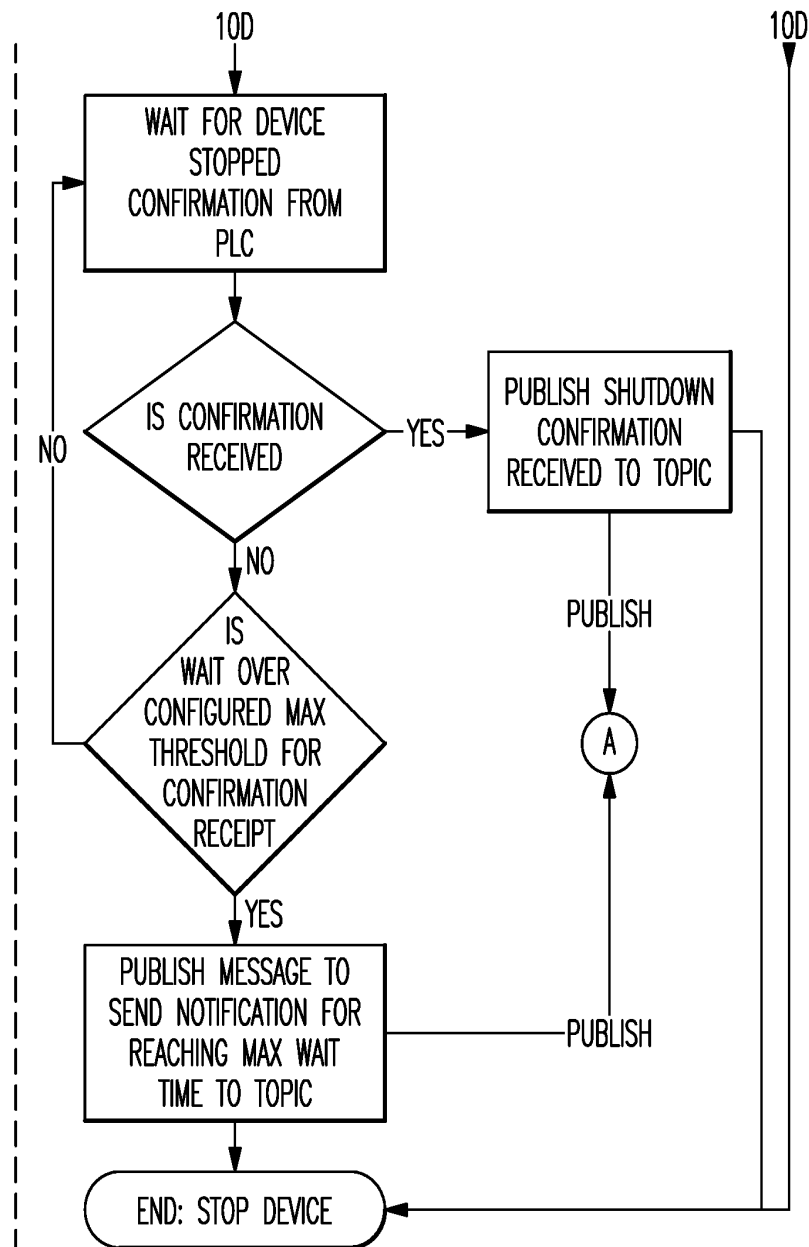 10D
10D
WAIT FOR DEVICE
STOPPED
CONFIRMATION FROM
PLC
IS CONFIRMATION
RECEIVED
YES
PUBLISH SHUTDOWN
CONFIRMATION
RECEIVED TO TOPIC
NO
NO
PUBLISH
IS
WAIT OVER
CONFIGURED MAX
THRESHOLD FOR
CONFIRMATION
RECEIPT
A
YES
PUBLISH MESSAGE TO
SEND NOTIFICATION FOR
REACHING MAX WAIT
TIME TO TOPIC
PUBLISH
END: STOP DEVICE